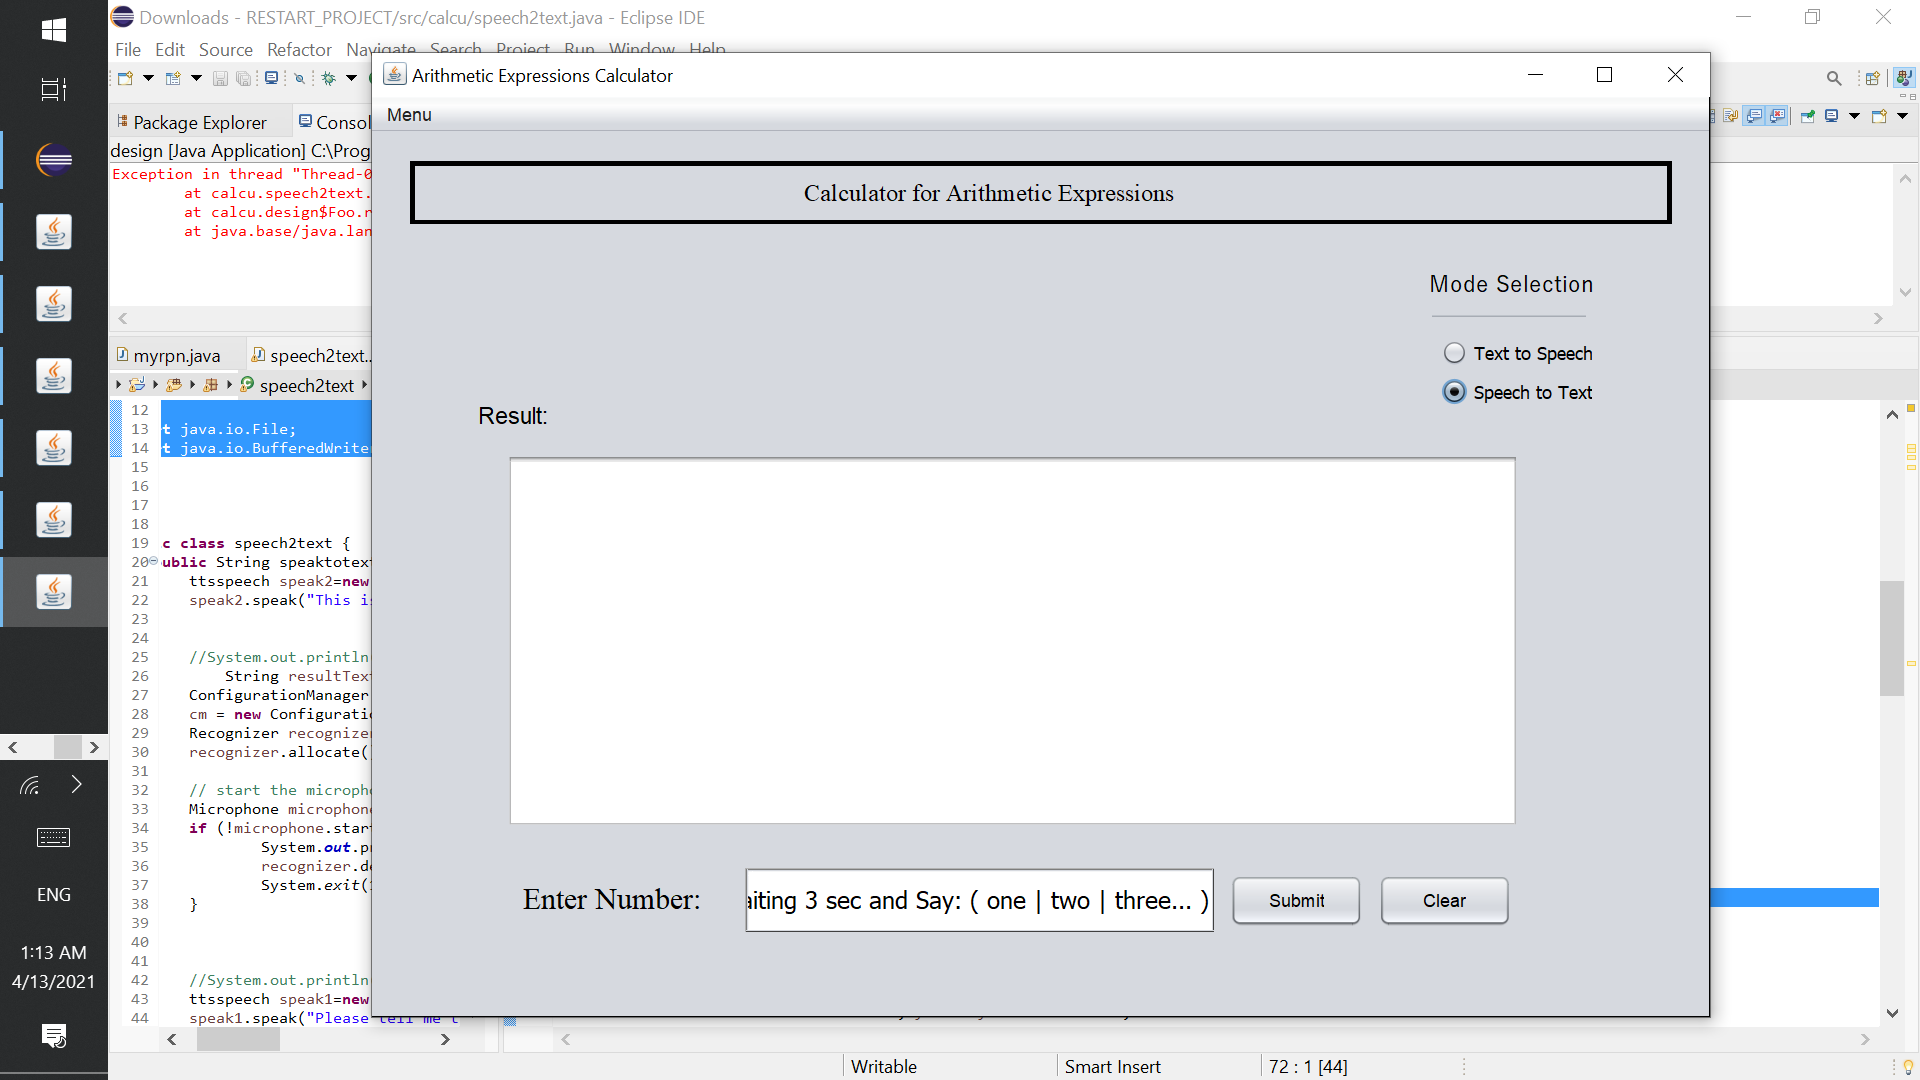 Downloads - RESTART_PROJECT/src/calcu/speech2text.java - Eclipse IDE
File Edit Source Refactor Navigate Search Project Run Window Help
Arithmetic Expressions Calculator
Menu
Package Explorer
Consol
design [Java Application] C:\Prog
Exception in thread "Thread-0
at calcu.speech2text.
at calcu.design$Foo.r
at java.base/java.lan
Calculator for Arithmetic Expressions
Mode Selection
Text to Speech
Speech to Text
Result:
myrpn.java
speech2text..
speech2text
12
13 t java.io.File;
14 t java.io.BufferedWrite
15
16
17
18
19 c class speech2text {
20 ublic String speaktotex
21 ttsspeech speak2=new
22 speak2.speak("This i
23
24
25 //System.out.println
26 String resultTex
27 ConfigurationManager
28 cm = new Configurati
29 Recognizer recognizer
30 recognizer.allocate(
31
32 // start the microph
33 Microphone microphone
34 if (!microphone.star
35 System.out.p
36 recognizer.de
37 System.exit(
38 }
39
40
41
42 //System.out.println
43 ttsspeech speak1=new
44 speak1.speak("Please tell me t
Enter Number:
aiting 3 sec and Say: ( one | two | three... )
Submit
Clear
ENG
1:13 AM
4/13/2021
Writable
Smart Insert
72 : 1 [44]